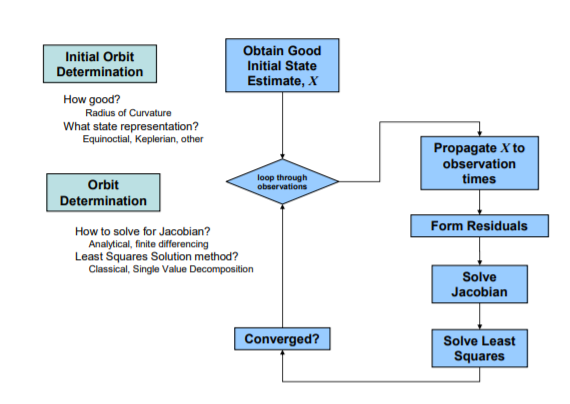 Initial Orbit
Determination
How good?
Radius of Curvature
What state representation?
Equinoctial, Keplerian, other
Orbit
Determination
How to solve for Jacobian?
Analytical, finite differencing
Least Squares Solution method?
Classical, Single Value Decomposition
Obtain Good
Initial State
Estimate, X
loop through
observations
Propagate X to
observation
times
Form Residuals
Solve
Jacobian
Solve Least
Squares
Converged?